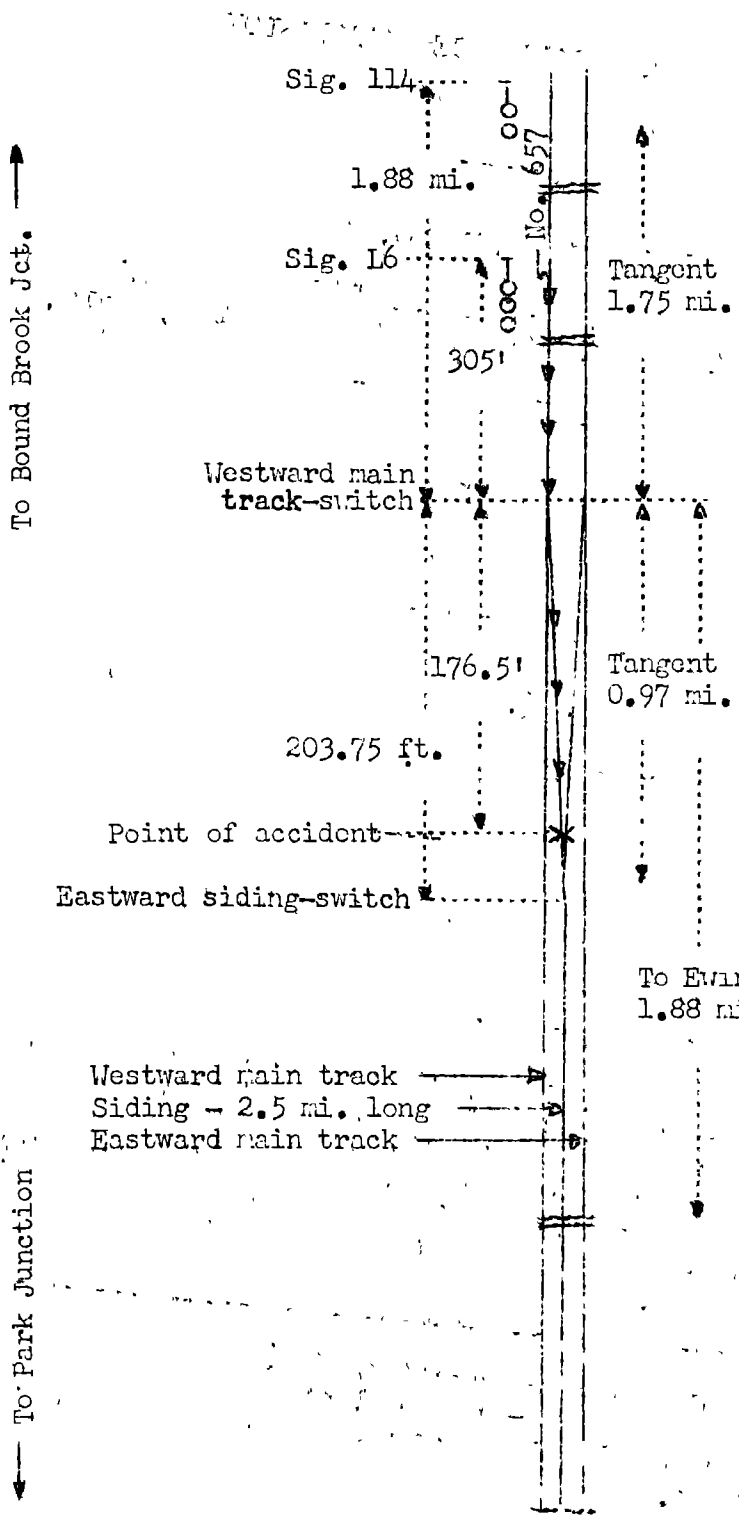 Sig. 114
1.88 mi.
No. 657
Sig. L6
Tangent
1.75 mi.
305'
To Bound Brook Jct.
Westward main
track-switch
176.5'
Tangent
0.97 mi.
203.75 ft.
Point of accident
Eastward siding-switch
1.88
Westward main track
Siding - 2.5 mi. long
Eastward main track
To Park Junction